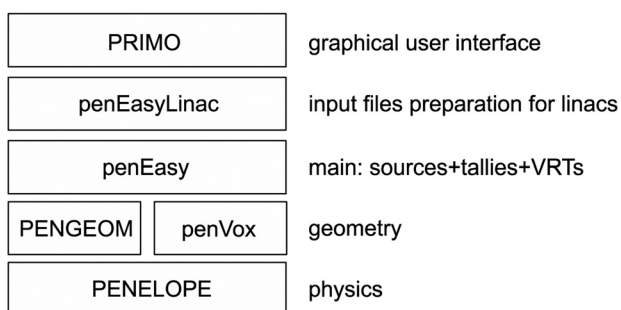 PRIMO graphical user interface
penEasyLinac input files preparation for linacs
penEasy main: sources+tallies+VRTs
PENGEOM penVox geometry
PENELOPE physics